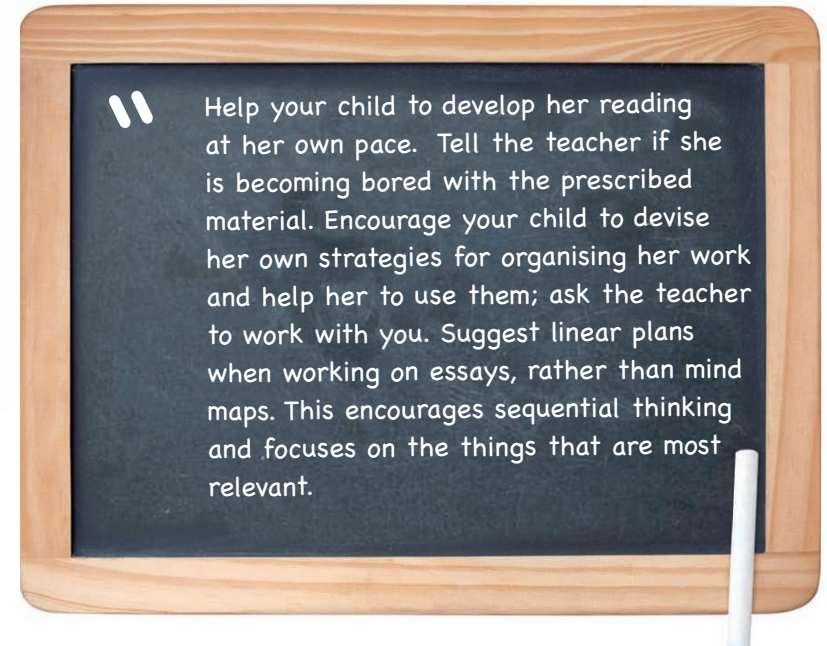 " Help your child to develop her reading
at her own pace.  Tell the teacher if she
is becoming bored with the prescribed
material. Encourage your child to devise
her own strategies for organising her work
and help her to use them; ask the teacher
to work with you. Suggest linear plans
when working on essays, rather than mind
maps. This encourages sequential thinking
and focuses on the things that are most
relevant.